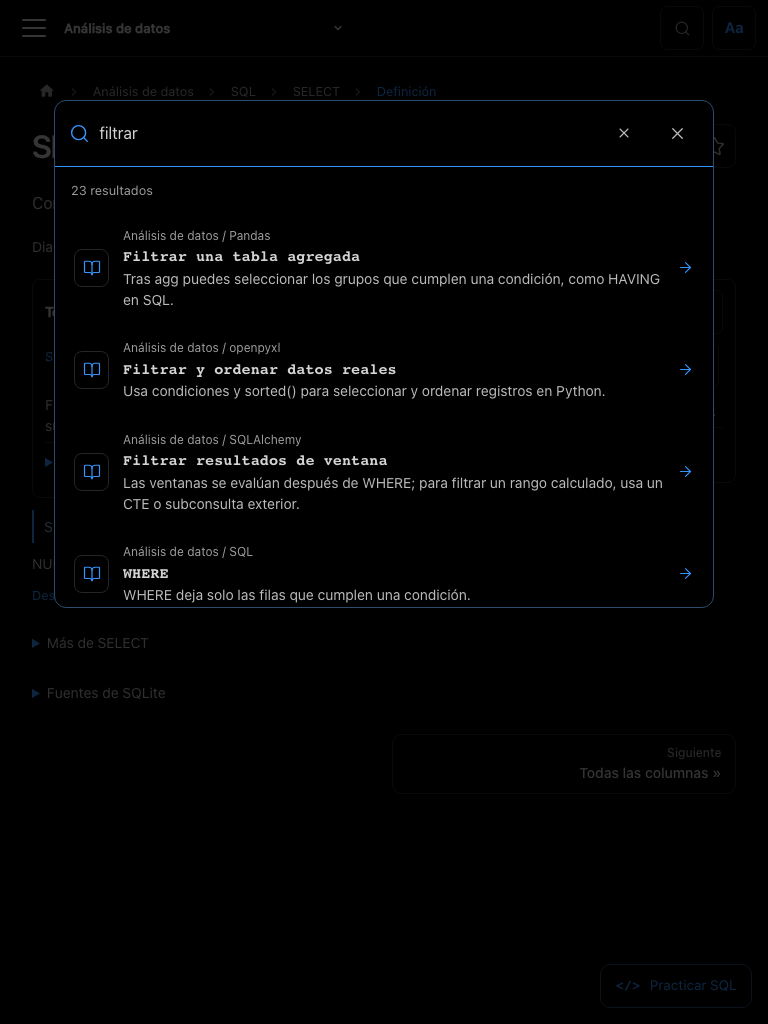 Análisis de datos
Aa
Análisis de datos > SQL > SELECT > Definición
filtrar
23 resultados
Análisis de datos / Pandas
Filtrar una tabla agregada
Tras agg puedes seleccionar los grupos que cumplen una condición, como HAVING
en SQL.
Análisis de datos / openpyxl
Filtrar y ordenar datos reales
Usa condiciones y sorted() para seleccionar y ordenar registros en Python.
Análisis de datos / SQLAlchemy
Filtrar resultados de ventana
Las ventanas se evalúan después de WHERE; para filtrar un rango calculado, usa un
CTE o subconsulta exterior.
Análisis de datos / SQL
WHERE
WHERE deja solo las filas que cumplen una condición.
Más de SELECT
Fuentes de SQLite
Siguiente
Todas las columnas »
</> Practicar SQL